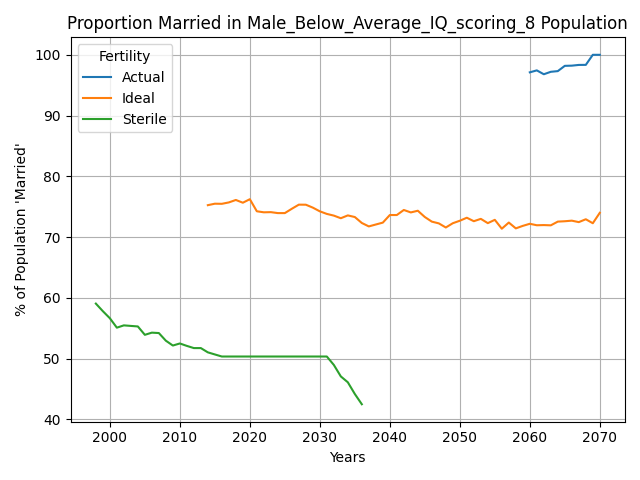 Proportion Married in Male_Below_Average_IQ_scoring_8 Population
Fertility
Actual
Ideal
Sterile
% of Population 'Married'
100
90
80
70
60
50
40
2000
2010
2020
2030
2040
2050
2060
2070
Years